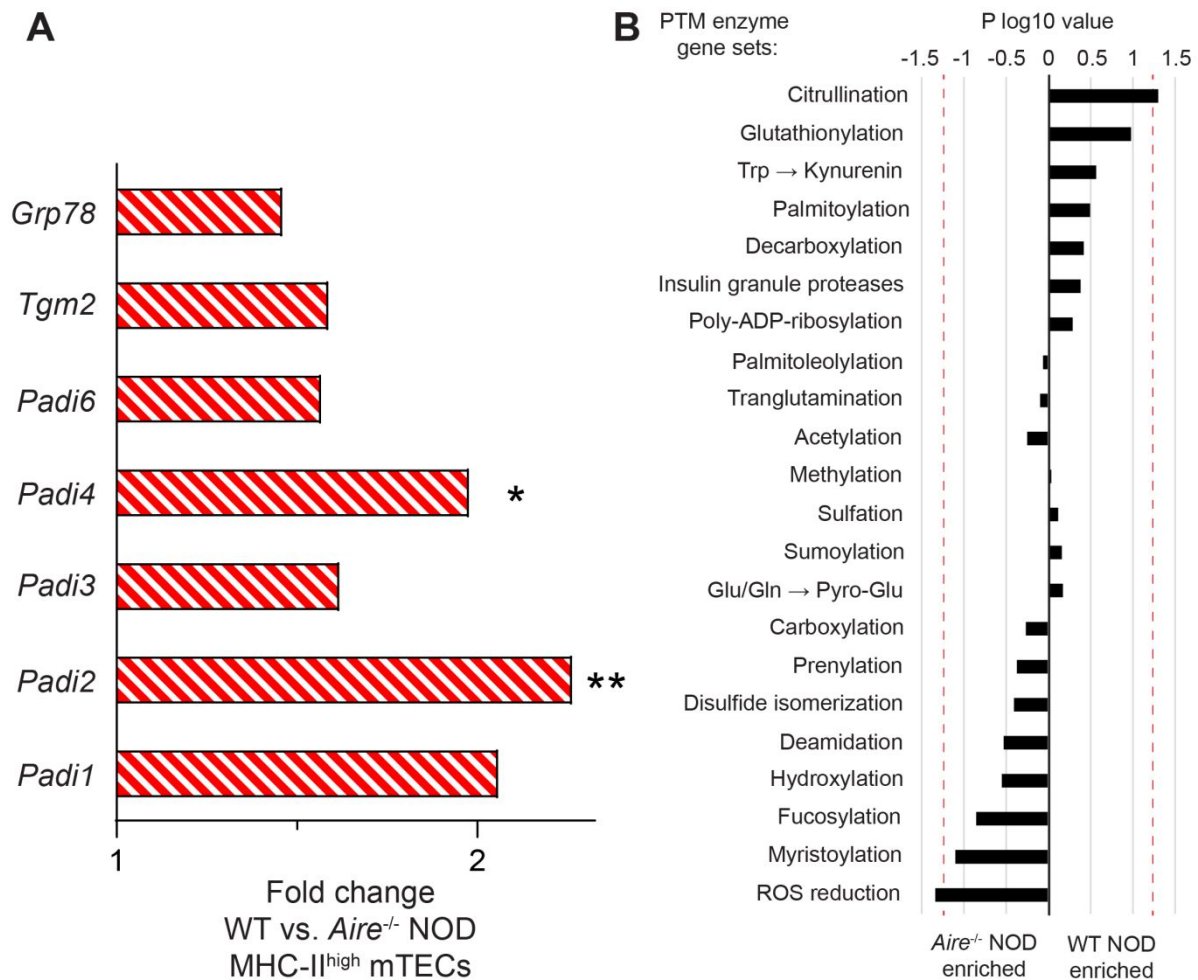 A
Grp78
Tgm2
Padi6
Padi4 *
Padi3
Padi2 **
Padi1
1 2
Fold change
WT vs. Aire-/- NOD
MHC-IIhigh mTECs
B
PTM enzyme
gene sets:
P log10 value
-1.5 -1 -0.5 0 0.5 1 1.5
Citrullination
Glutathionylation
Trp → Kynurenin
Palmitoylation
Decarboxylation
Insulin granule proteases
Poly-ADP-ribosylation
Palmitoleolylation
Tranglutamination
Acetylation
Methylation
Sulfation
Sumoylation
Glu/Gln → Pyro-Glu
Carboxylation
Prenylation
Disulfide isomerization
Deamidation
Hydroxylation
Fucosylation
Myristoylation
ROS reduction
Aire-/- NOD
enriched
WT NOD
enriched